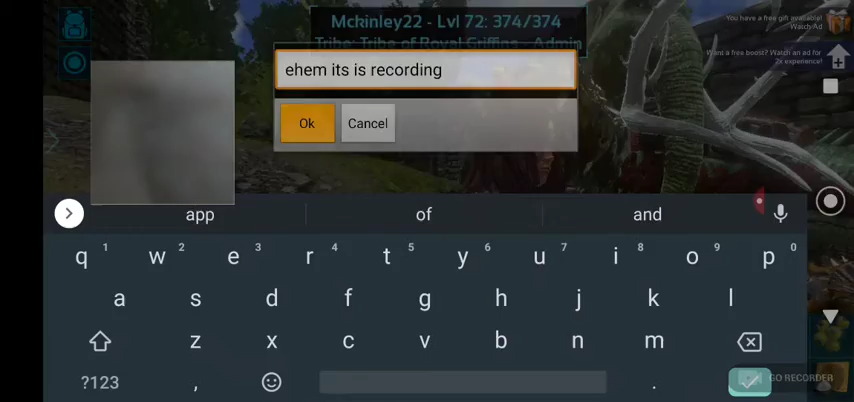 Mckinley22 - Lvl 72: 374/374
Tribe: Tribe of Royal Griffins - Admin
You have a free gift available!
Watch Ad
Want a free boost? Watch an ad for
2x experience!
ehem its is recording
Ok Cancel
app of and
q 1 w 2 e 3 r 4 t 5 y 6 u 7 i 8 o 9 p 0
a s d f g h j k l
z x c v b n m
?123 , .
GO RECORDER